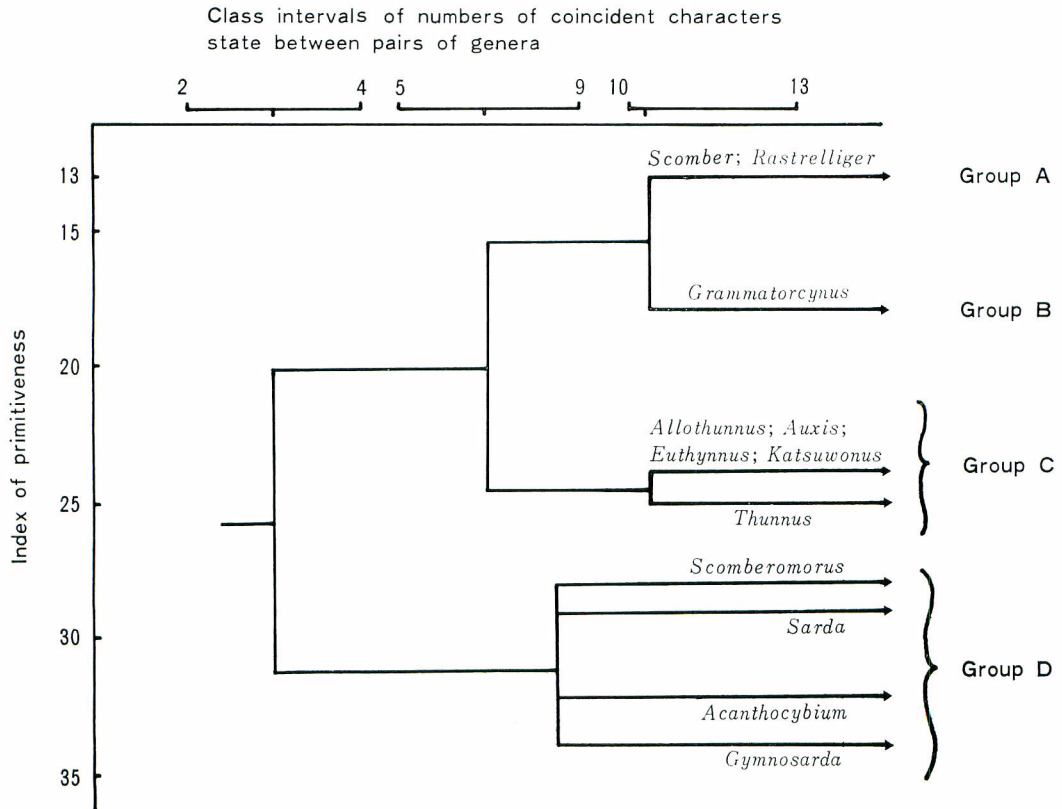 Class intervals of numbers of coincident characters
state between pairs of genera
2 4 5 9 10 13
Index of primitiveness
13
Scomber; Rastrelliger
Group A
15
Grammatorcynus
Group B
20
Allothunnus; Auxis;
Euthynnus; Katsuwonus
Group C
25
Thunnus
Scomberomorus
Sarda
30
Group D
Acanthocybium
Gymnosarda
35